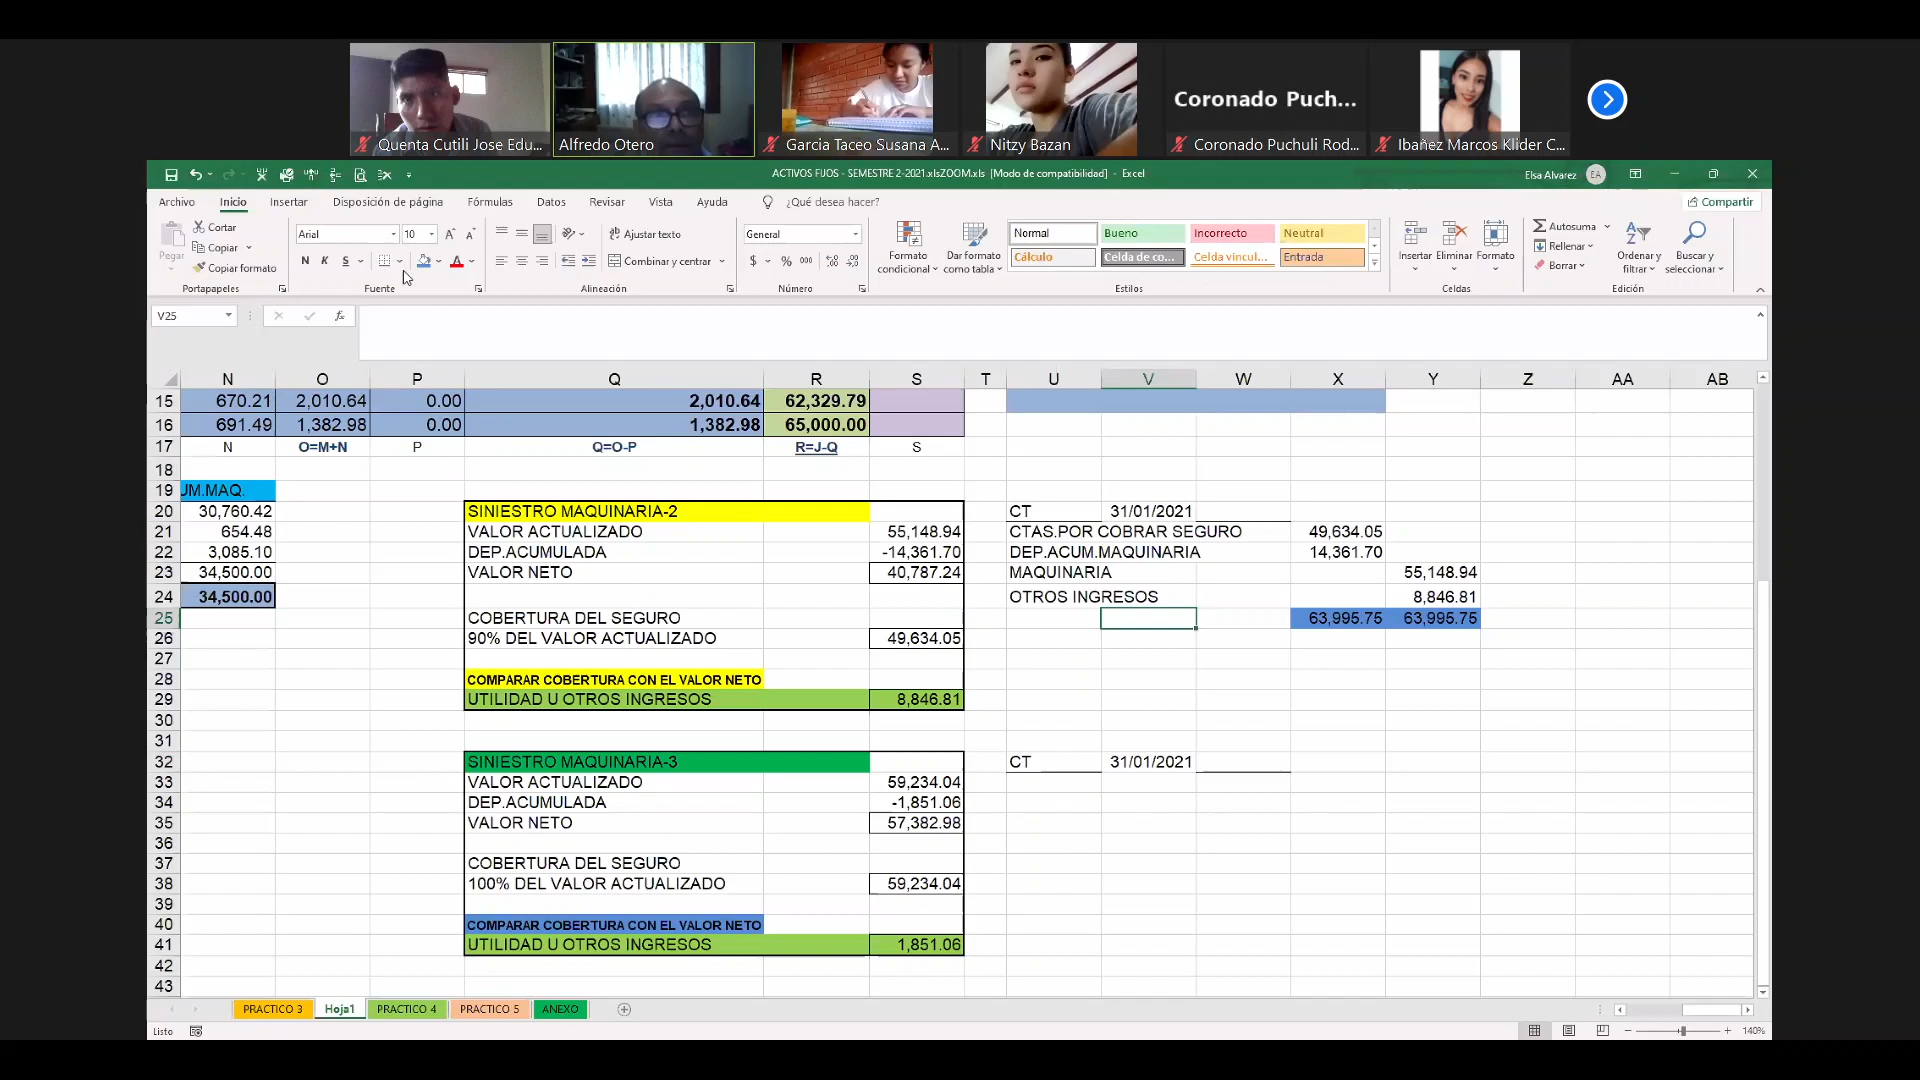 Coronado Puch...
Quenta Cutili Jose Edu...
Alfredo Otero
Garcia Taceo Susana A...
Nitzy Bazan
Coronado Puchuli Rod...
Ibañez Marcos Klider C...
ACTIVOS FIJOS - SEMESTRE 2-2021.xlsZOOM.xls [Modo de compatibilidad] - Excel
Elsa Alvarez EA
Archivo Inicio Insertar Disposición de página Fórmulas Datos Revisar Vista Ayuda ¿Qué desea hacer? Compartir
Pegar Cortar Copiar Copiar formato
Portapapeles
Arial 10
N K S
Fuente
Ajustar texto
Combinar y centrar
Alineación
General
$ % 000
Número
Formato condicional
Dar formato como tabla
Normal Bueno Incorrecto Neutral
Cálculo Celda de co... Celda vincul... Entrada
Estilos
Insertar Eliminar Formato
Celdas
Autosuma
Rellenar
Borrar
Ordenar y filtrar
Buscar y seleccionar
Edición
V25 fx
N O P Q R S T U V W X Y Z AA AB
15 670.21 2,010.64 0.00 2,010.64 62,329.79
16 691.49 1,382.98 0.00 1,382.98 65,000.00
17 N O=M+N P Q=O-P R=J-Q S
18
19 UM.MAQ.
20 30,760.42 SINIESTRO MAQUINARIA-2 CT 31/01/2021
21 654.48 VALOR ACTUALIZADO 55,148.94 CTAS.POR COBRAR SEGURO 49,634.05
22 3,085.10 DEP.ACUMULADA -14,361.70 DEP.ACUM.MAQUINARIA 14,361.70
23 34,500.00 VALOR NETO 40,787.24 MAQUINARIA 55,148.94
24 34,500.00 OTROS INGRESOS 8,846.81
25 COBERTURA DEL SEGURO 63,995.75 63,995.75
26 90% DEL VALOR ACTUALIZADO 49,634.05
27
28 COMPARAR COBERTURA CON EL VALOR NETO
29 UTILIDAD U OTROS INGRESOS 8,846.81
30
31
32 SINIESTRO MAQUINARIA-3 CT 31/01/2021
33 VALOR ACTUALIZADO 59,234.04
34 DEP.ACUMULADA -1,851.06
35 VALOR NETO 57,382.98
36
37 COBERTURA DEL SEGURO
38 100% DEL VALOR ACTUALIZADO 59,234.04
39
40 COMPARAR COBERTURA CON EL VALOR NETO
41 UTILIDAD U OTROS INGRESOS 1,851.06
42
43
PRACTICO 3 Hoja1 PRACTICO 4 PRACTICO 5 ANEXO
Listo 140%